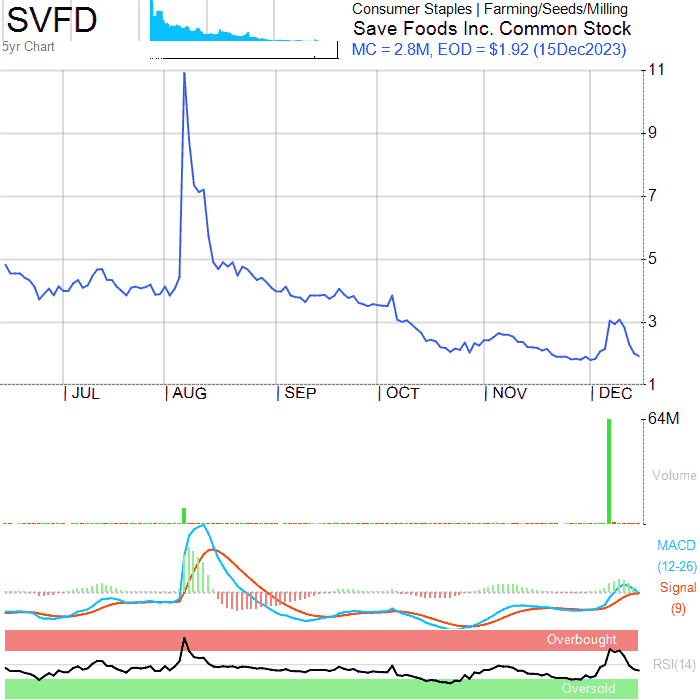 SVFD
5yr Chart
Consumer Staples | Farming/Seeds/Milling
Save Foods Inc. Common Stock
MC = 2.8M, EOD = $1.92 (15Dec2023)
11
9
7
5
3
1
JUL AUG SEP OCT NOV DEC
64M
Volume
MACD
(12-26)
Signal
(9)
Overbought
RSI(14)
Oversold